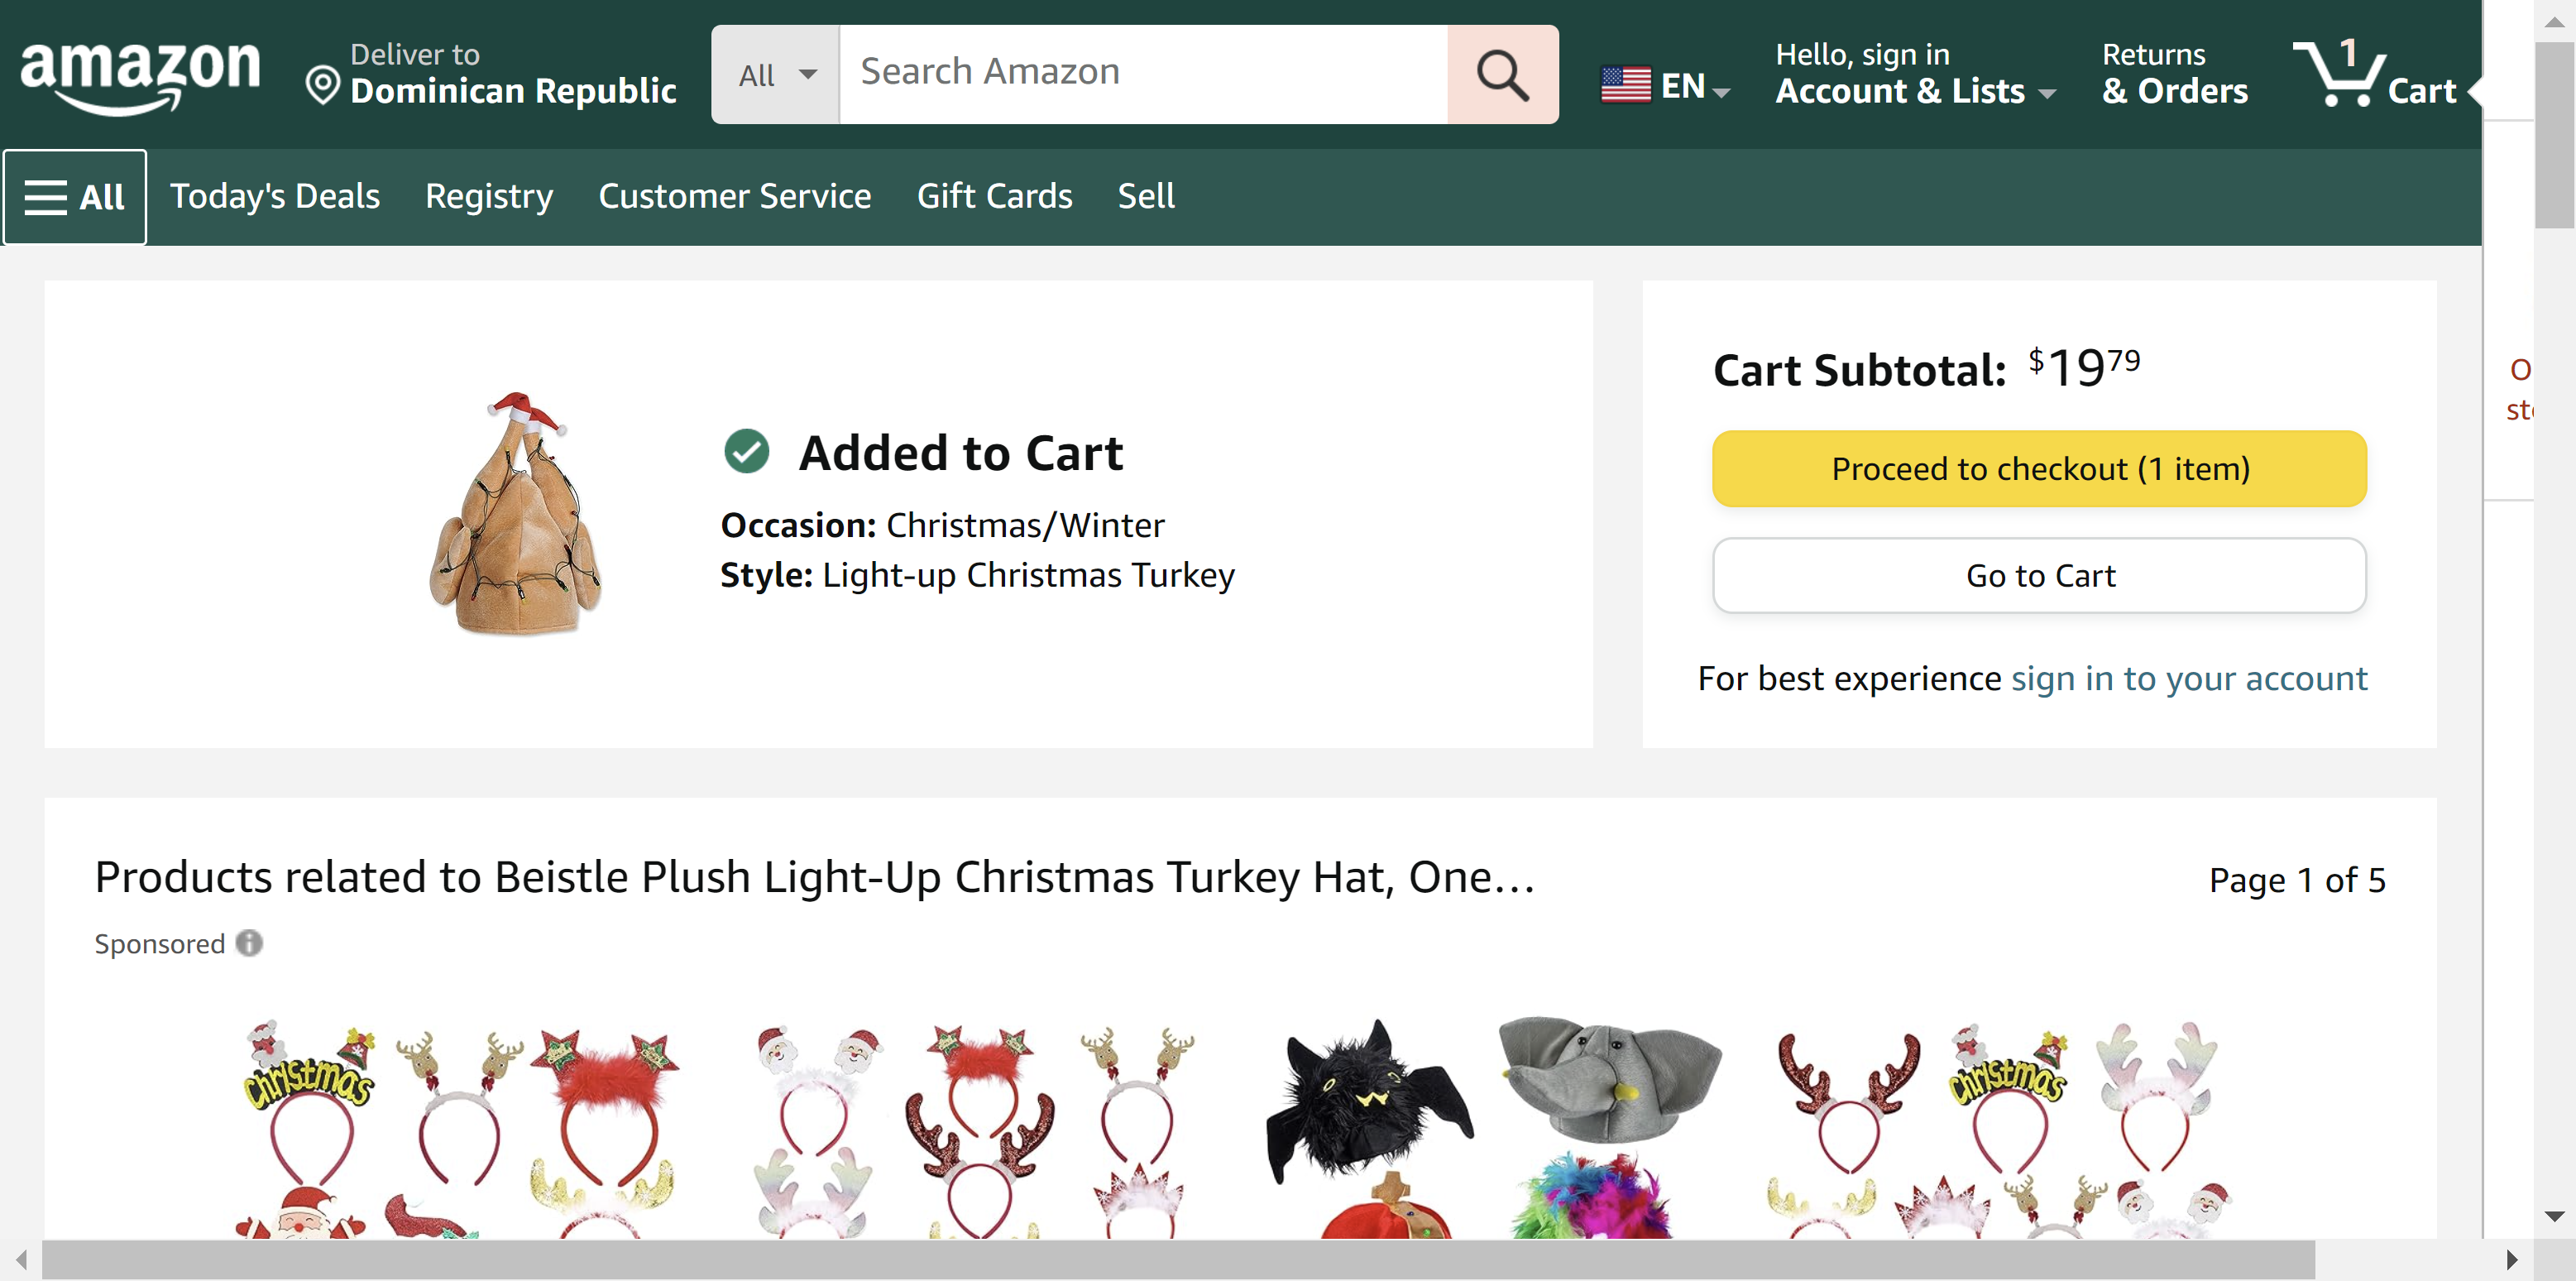 amazon
Deliver to
Dominican Republic
All
Search Amazon
EN
Hello, sign in
Account & Lists
Returns
& Orders
1
Cart
All
Today's Deals
Registry
Customer Service
Gift Cards
Sell
Added to Cart
Occasion: Christmas/Winter
Style: Light-up Christmas Turkey
Cart Subtotal: $19 79
Proceed to checkout (1 item)
Go to Cart
For best experience sign in to your account
Products related to Beistle Plush Light-Up Christmas Turkey Hat, One...
Page 1 of 5
Sponsored
Christmas
Christmas